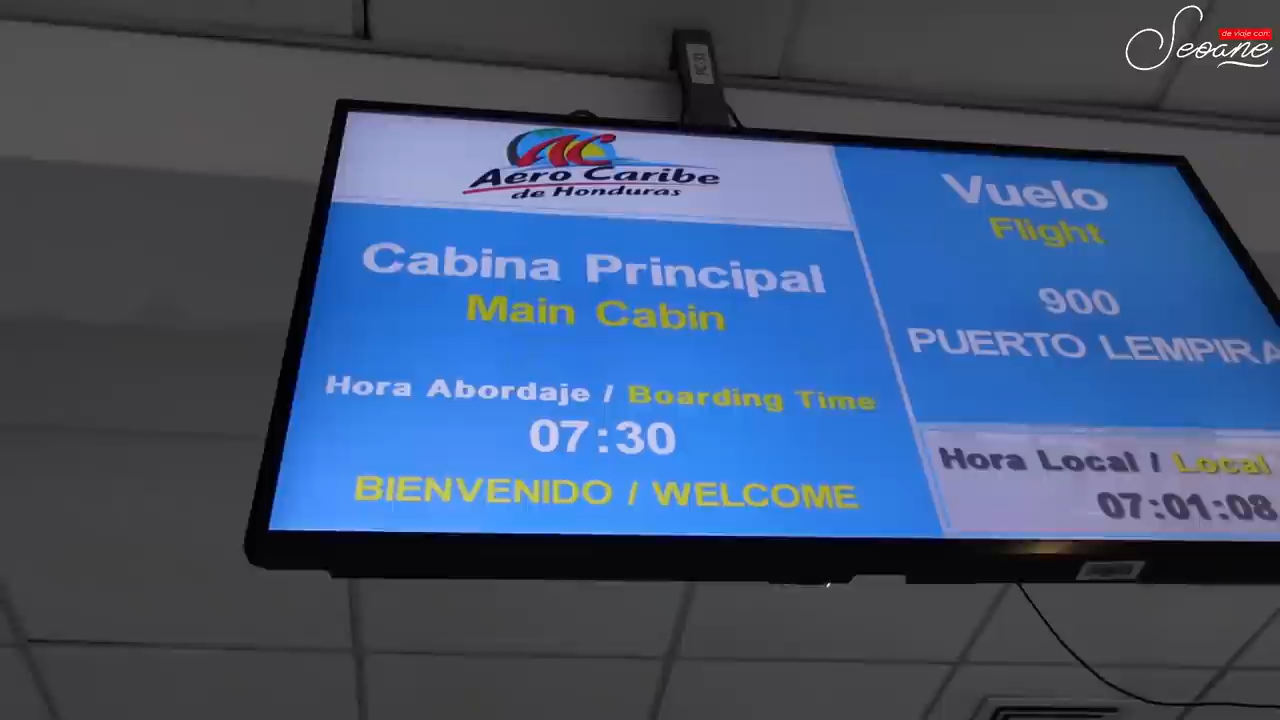 de viaje con:
Seoane
AC
Aero Caribe
de Honduras
Cabina Principal
Main Cabin
Hora Abordaje / Boarding Time
07:30
BIENVENIDO / WELCOME
Vuelo
Flight
900
PUERTO LEMPIRA
Hora Local / Local
07:01:08